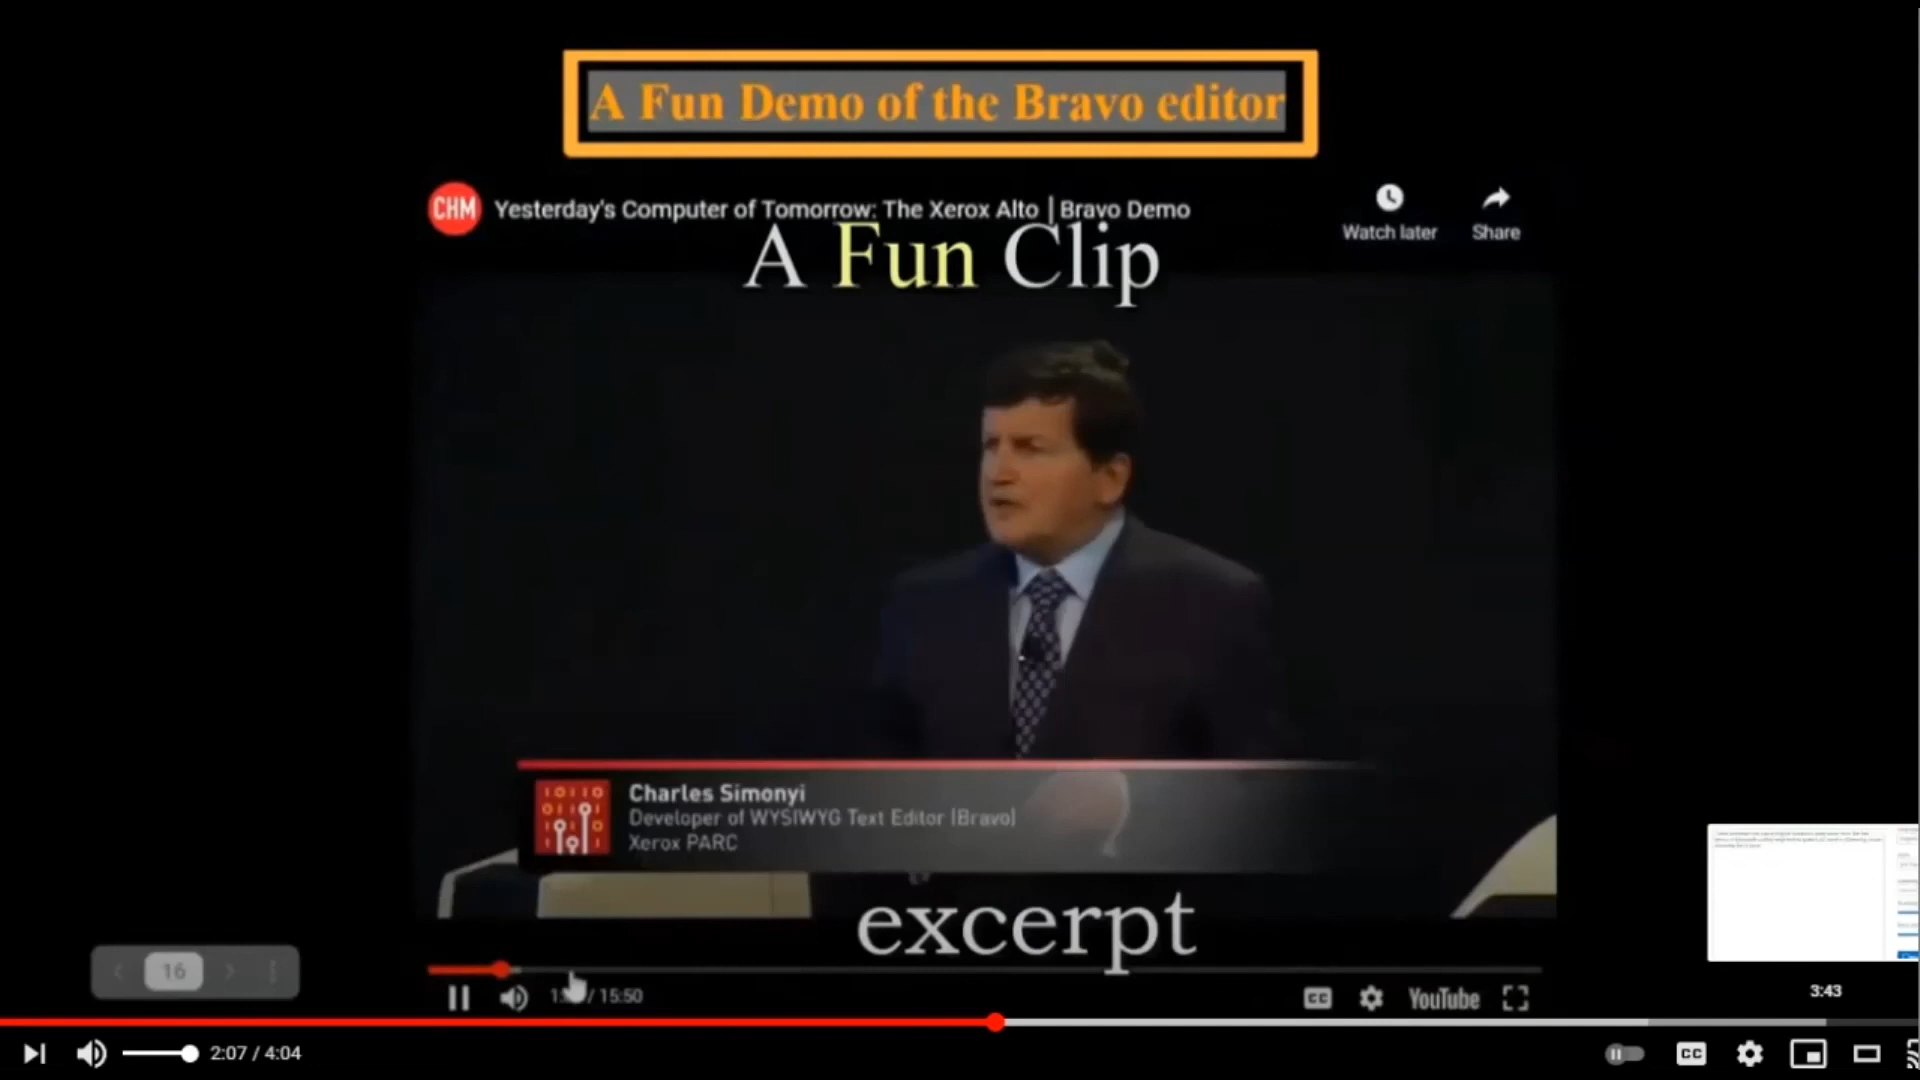 A Fun Demo of the Bravo editor
CHM Yesterday's Computer of Tomorrow: The Xerox Alto | Bravo Demo
Watch later
Share
A Fun Clip
Charles Simonyi
Developer of WYSIWYG Text Editor (Bravo)
Xerox PARC
excerpt
16
/ 15:50
CC
YouTube
3:43
2:07 / 4:04
CC